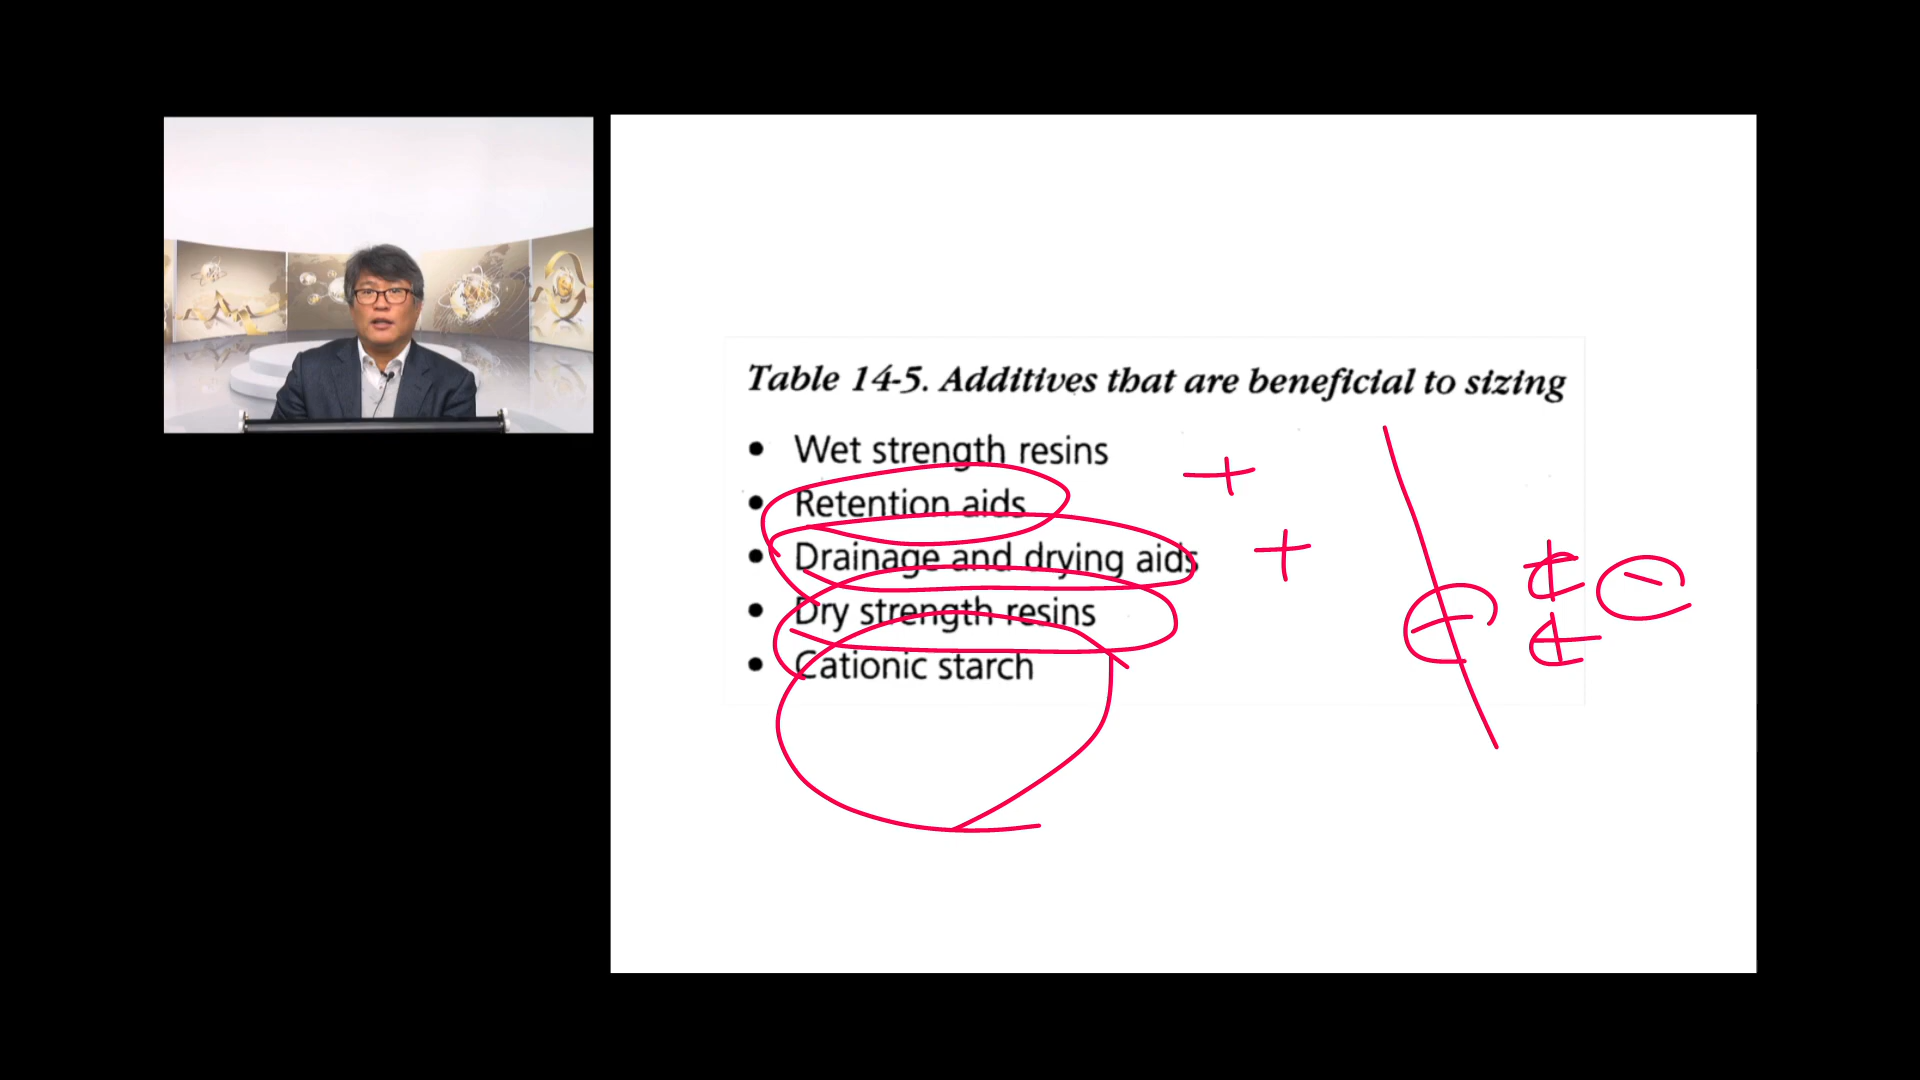 Table 14-5. Additives that are beneficial to sizing
• Wet strength resins
• Retention aids
• Drainage and drying aids
• Dry strength resins
• Cationic starch
+
+